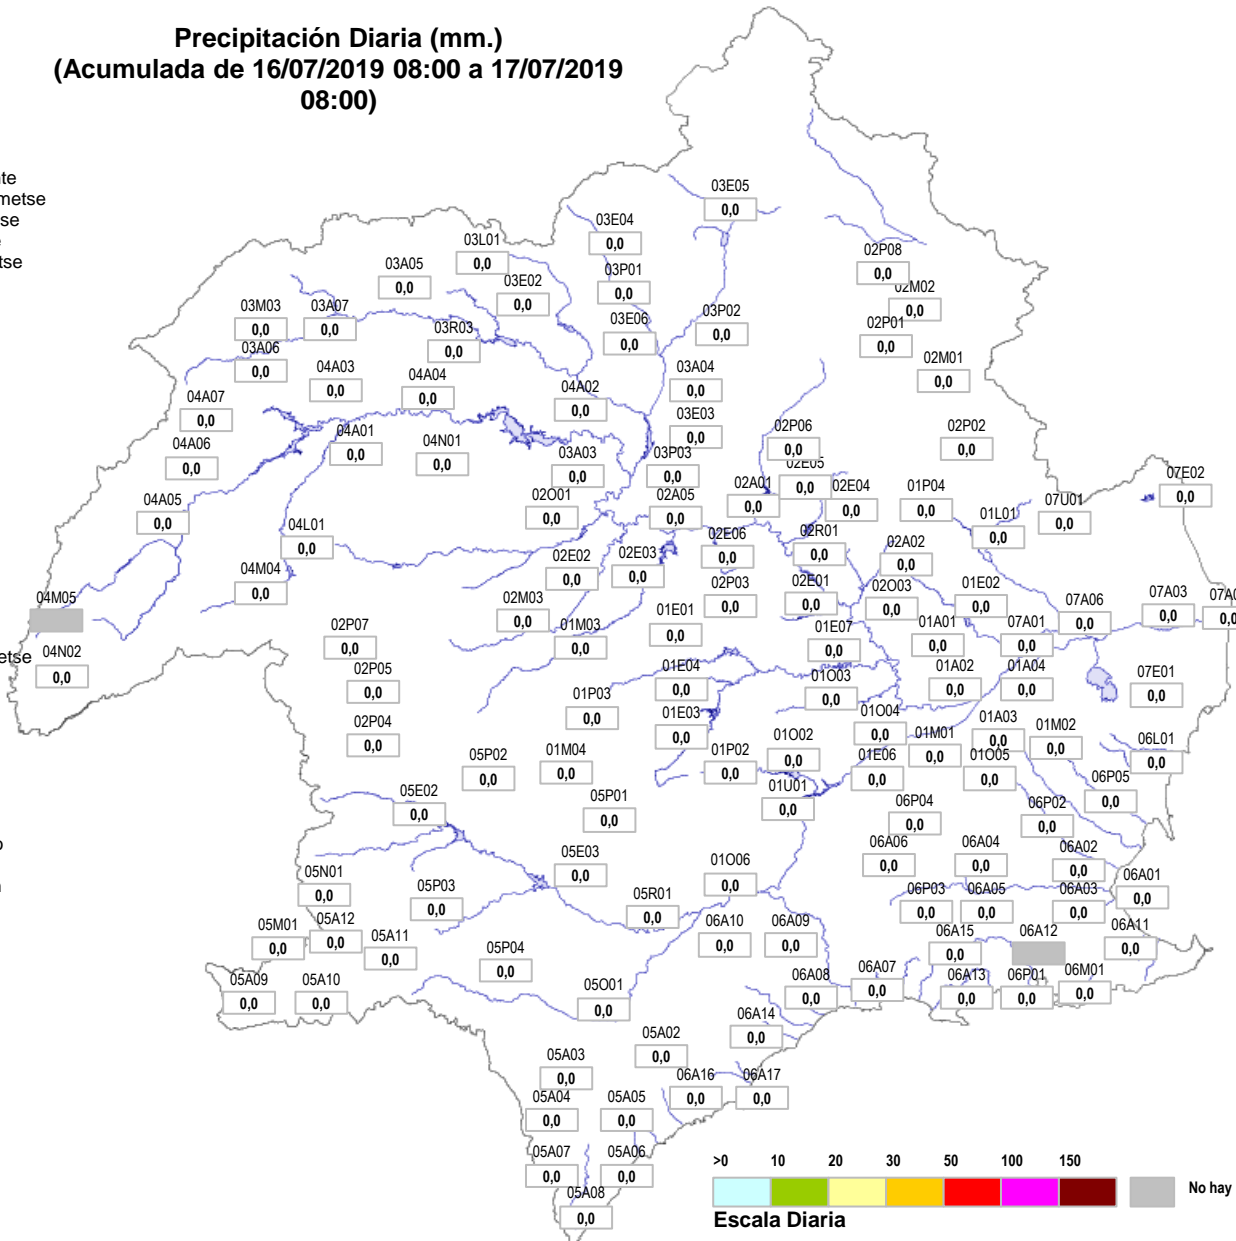 Precipitación Diaria (mm.)
(Acumulada de 16/07/2019 08:00 a 17/07/2019
08:00)
03E05
0,0
03E04
0,0
03L01
0,0
02P08
0,0
03A05
0,0
03P01
0,0
03E02
0,0
02M02
0,0
03M03
0,0
03A07
0,0
03P02
0,0
03E06
0,0
03R03
0,0
02P01
0,0
03A06
0,0
04A03
0,0
04A04
0,0
03A04
0,0
02M01
0,0
04A02
0,0
04A07
0,0
03E03
0,0
04A01
0,0
04N01
0,0
02P06
0,0
02P02
0,0
04A06
0,0
03A03
0,0
03P03
0,0
02E05
0,0
07E02
0,0
04A05
0,0
02O01
0,0
02A05
0,0
02A01
0,0
02E04
0,0
01P04
0,0
07U01
0,0
01L01
0,0
04L01
0,0
02E06
0,0
02R01
0,0
02A02
0,0
02E02
0,0
02E03
0,0
04M04
0,0
02P03
0,0
02E01
0,0
02O03
0,0
01E02
0,0
07A03
0,0
07A0
0,0
07A06
0,0
04M05
02M03
0,0
01E01
0,0
01M03
0,0
01E07
0,0
01A01
0,0
07A01
0,0
02P07
0,0
04N02
0,0
02P05
0,0
01E04
0,0
01O03
0,0
01A02
0,0
01A04
0,0
07E01
0,0
01P03
0,0
01E03
0,0
02P04
0,0
01O04
0,0
01M01
0,0
01A03
0,0
01M02
0,0
06L01
0,0
05P02
0,0
01M04
0,0
01P02
0,0
01O02
0,0
01E06
0,0
01O05
0,0
05E02
0,0
05P01
0,0
01U01
0,0
06P04
0,0
06P02
0,0
06P05
0,0
05E03
0,0
01O06
0,0
06A06
0,0
06A04
0,0
06A02
0,0
05N01
0,0
05P03
0,0
05R01
0,0
06P03
0,0
06A05
0,0
06A03
0,0
06A01
0,0
05M01
0,0
05A12
0,0
05A11
0,0
06A10
0,0
06A09
0,0
06A15
0,0
06A12
06A11
0,0
05P04
0,0
05A09
0,0
05A10
0,0
05O01
0,0
06A08
0,0
06A07
0,0
06A13
0,0
06P01
0,0
06M01
0,0
06A14
0,0
05A02
0,0
05A03
0,0
06A16
0,0
06A17
0,0
05A04
0,0
05A05
0,0
05A07
0,0
05A06
0,0
05A08
0,0
>0 10 20 30 50 100 150
No hay
Escala Diaria